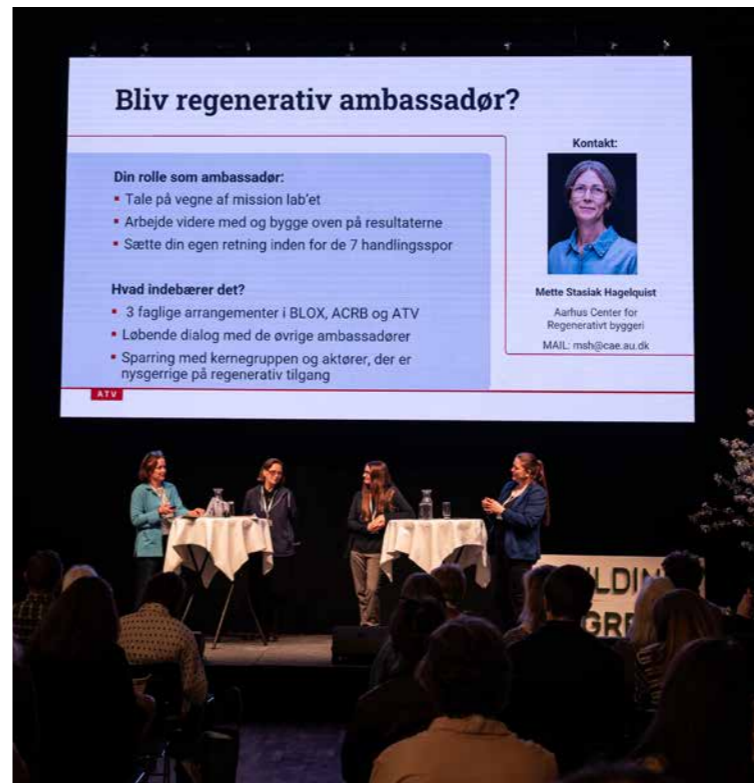 Bliv regenerativ ambassadør?
Din rolle som ambassadør:
Tale på vegne af mission lab'et
Arbejde videre med og bygge oven på resultaterne
Sætte din egen retning inden for de 7 handlingsspor
Hvad indebærer det?
3 faglige arrangementer i BLOX, ACRB og ATV
Løbende dialog med de øvrige ambassadører
Sparring med kernegruppen og aktører, der er
nysgerrige på regenerativ tilgang
Kontakt:
Mette Stasiak Hagelquist
Aarhus Center for
Regenerativt byggeri
MAIL: msh@cae.au.dk
ATV